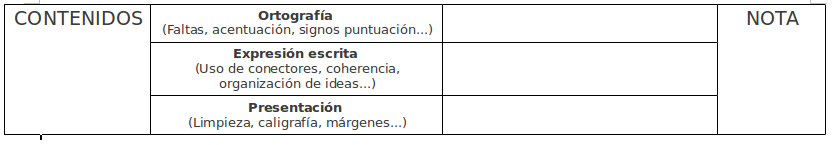 CONTENIDOS
Ortografía
(Faltas, acentuación, signos puntuación...)
Expresión escrita
(Uso de conectores, coherencia,
organización de ideas...)
Presentación
(Limpieza, caligrafía, márgenes...)
NOTA